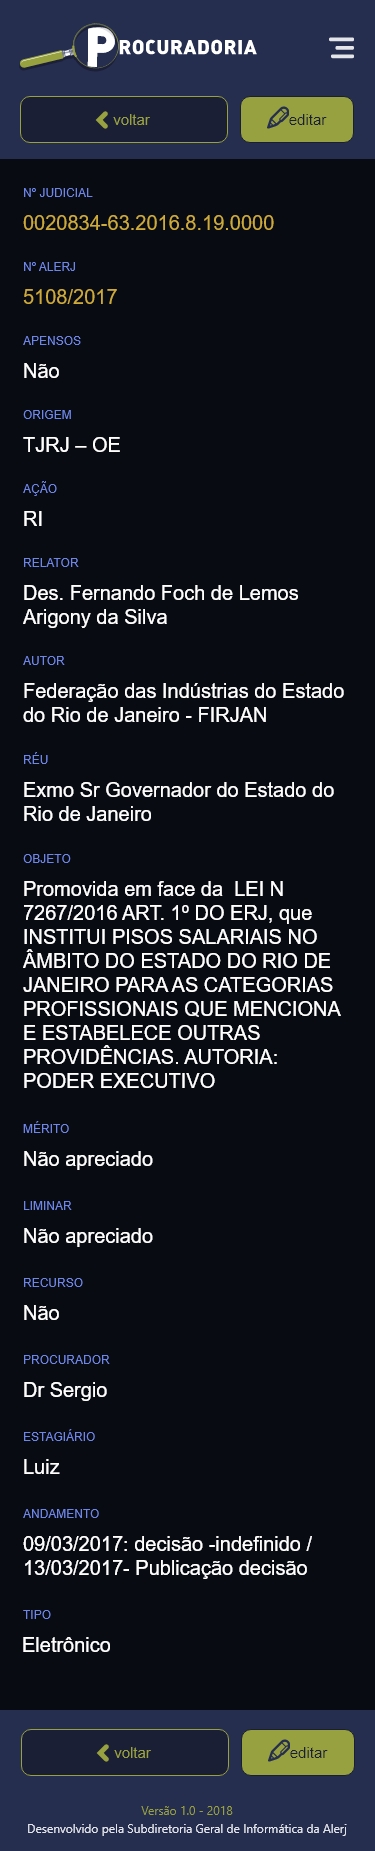 PROCURADORIA
voltar
editar
Nº JUDICIAL
0020834-63.2016.8.19.0000
Nº ALERJ
5108/2017
APENSOS
Não
ORIGEM
TJRJ – OE
AÇÃO
RI
RELATOR
Des. Fernando Foch de Lemos
Arigony da Silva
AUTOR
Federação das Indústrias do Estado
do Rio de Janeiro - FIRJAN
RÉU
Exmo Sr Governador do Estado do
Rio de Janeiro
OBJETO
Promovida em face da  LEI N
7267/2016 ART. 1º DO ERJ, que
INSTITUI PISOS SALARIAIS NO
ÂMBITO DO ESTADO DO RIO DE
JANEIRO PARA AS CATEGORIAS
PROFISSIONAIS QUE MENCIONA
E ESTABELECE OUTRAS
PROVIDÊNCIAS. AUTORIA:
PODER EXECUTIVO
MÉRITO
Não apreciado
LIMINAR
Não apreciado
RECURSO
Não
PROCURADOR
Dr Sergio
ESTAGIÁRIO
Luiz
ANDAMENTO
09/03/2017: decisão -indefinido /
13/03/2017- Publicação decisão
TIPO
Eletrônico
voltar
editar
Versão 1.0 - 2018
Desenvolvido pela Subdiretoria Geral de Informática da Alerj